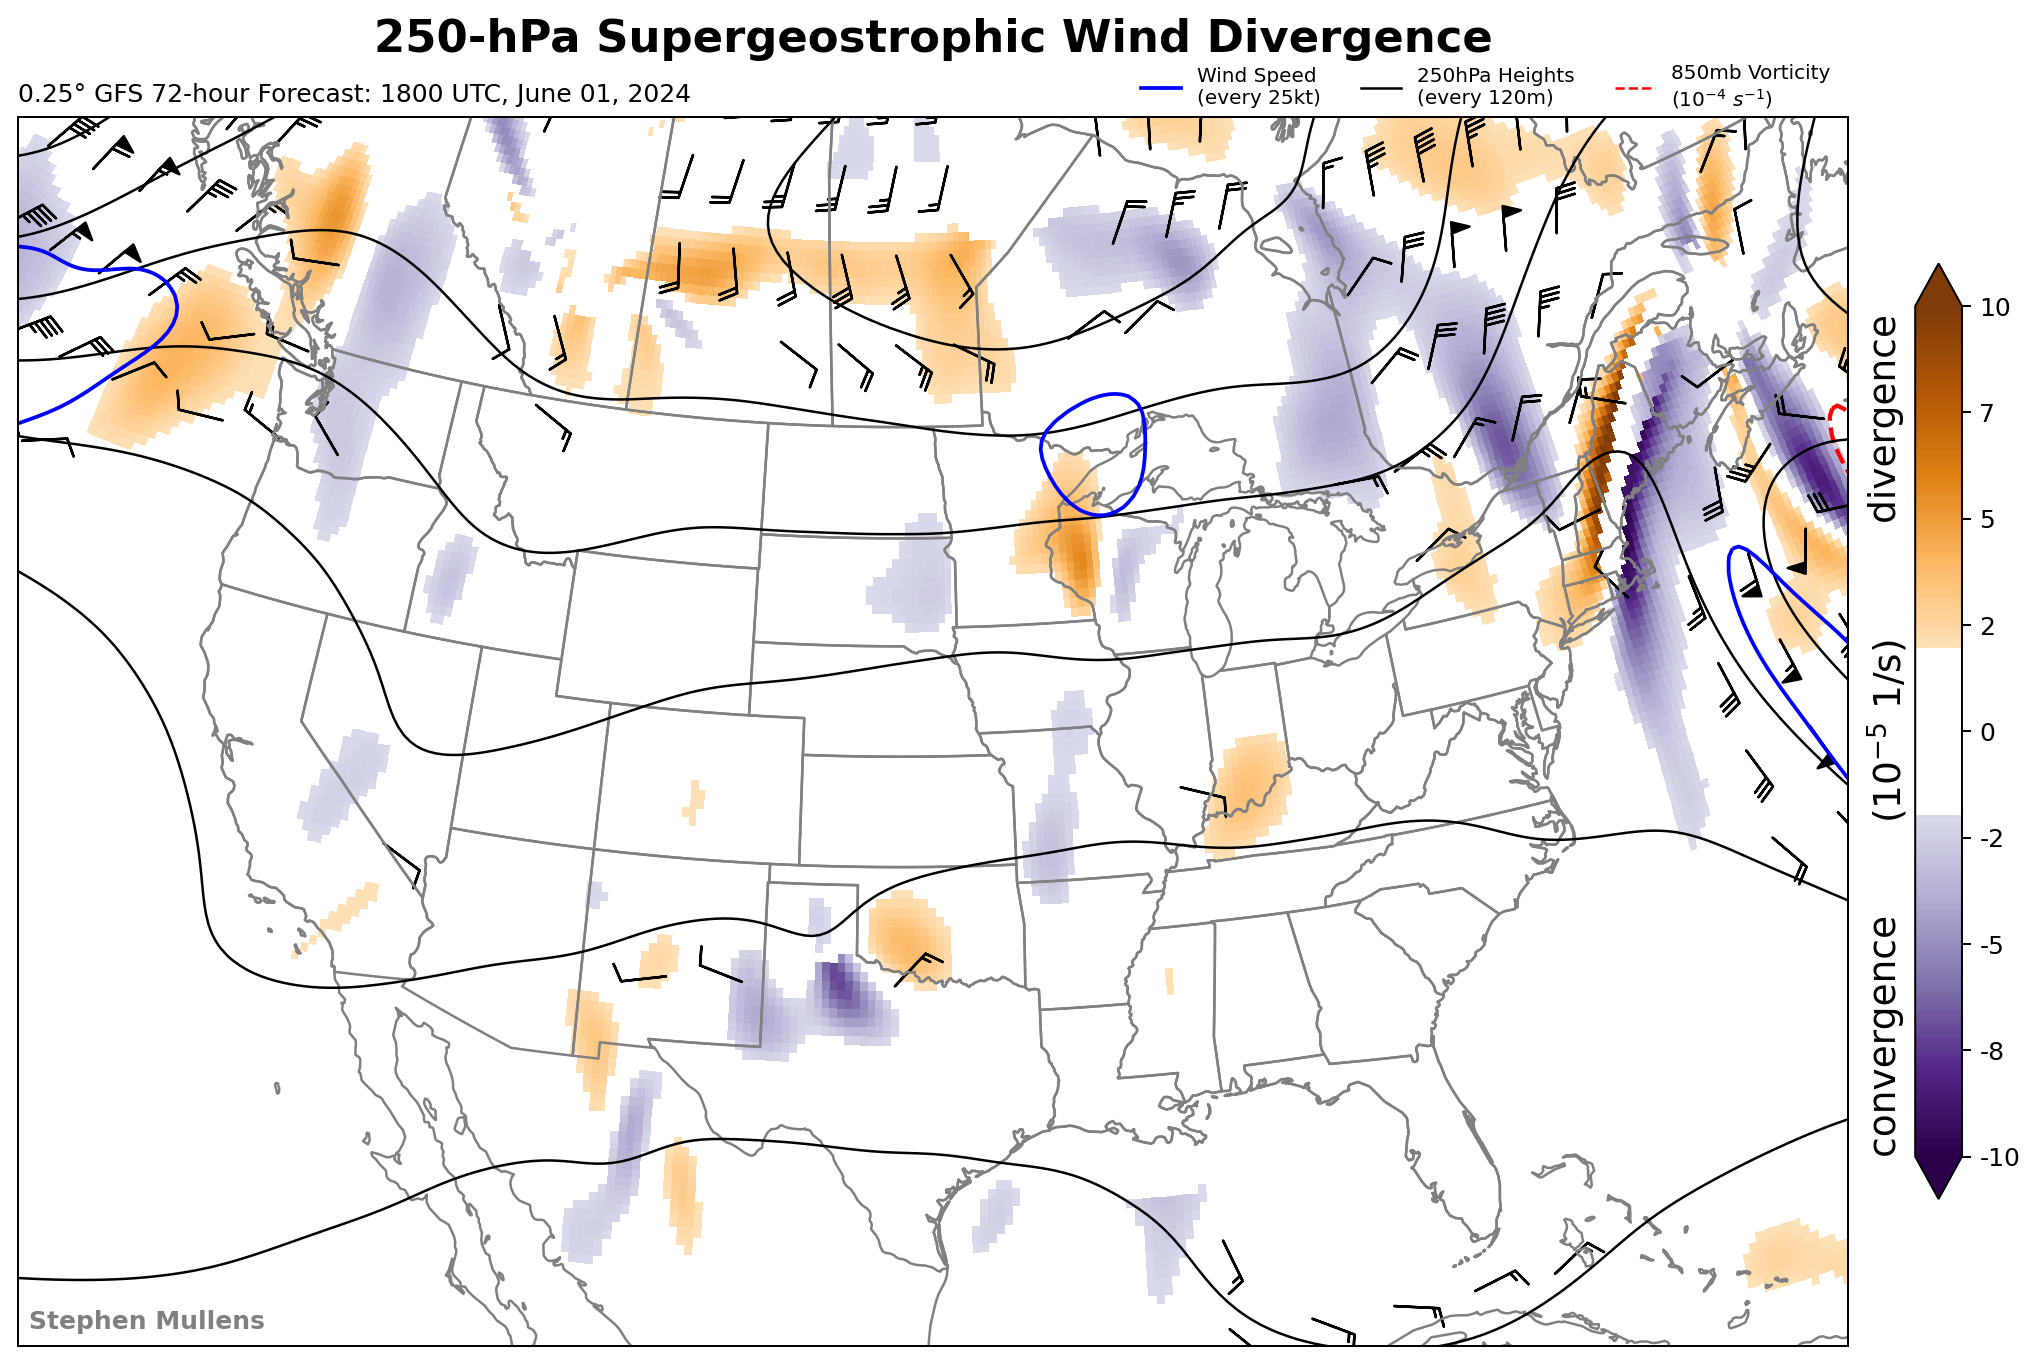 250-hPa Supergeostrophic Wind Divergence
0.25° GFS 72-hour Forecast: 1800 UTC, June 01, 2024
Wind Speed
(every 25kt)
250hPa Heights
(every 120m)
850mb Vorticity
(10⁻⁴ s⁻¹)
10
7
5
2
0
-2
-5
-8
-10
convergence (10⁻⁵ 1/s) divergence
Stephen Mullens